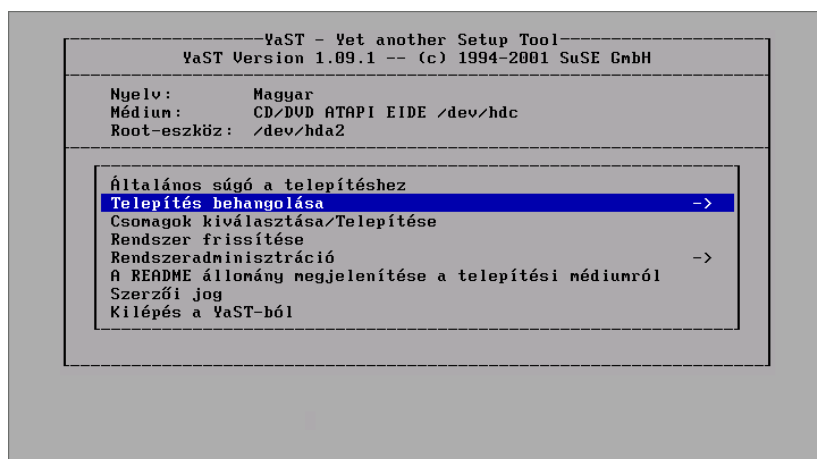 YaST - Yet another Setup Tool
YaST Version 1.09.1 -- (c) 1994-2001 SuSE GmbH
Nyelv: Magyar
Médium: CD/DVD ATAPI EIDE /dev/hdc
Root-eszköz: /dev/hda2
Általános súgó a telepítéshez
Telepítés behangolása ->
Csomagok kiválasztása/Telepítése
Rendszer frissítése
Rendszeradminisztráció ->
A README állomány megjelenítése a telepítési médiumról
Szerzői jog
Kilépés a YaST-ból